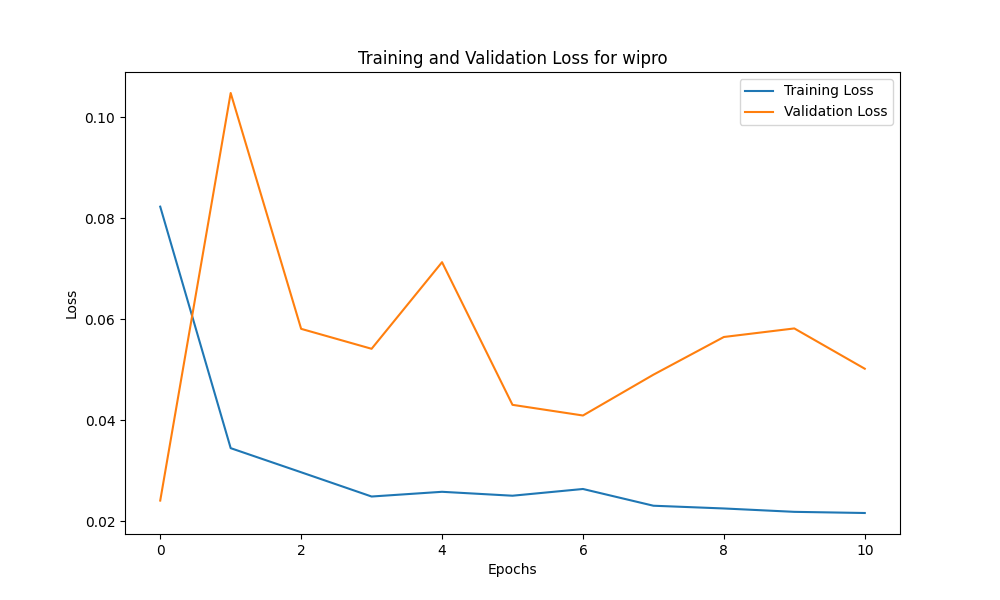 Training and Validation Loss for wipro
Training Loss
Validation Loss
0.10
0.08
0.06
0.04
0.02
Loss
0 2 4 6 8 10
Epochs